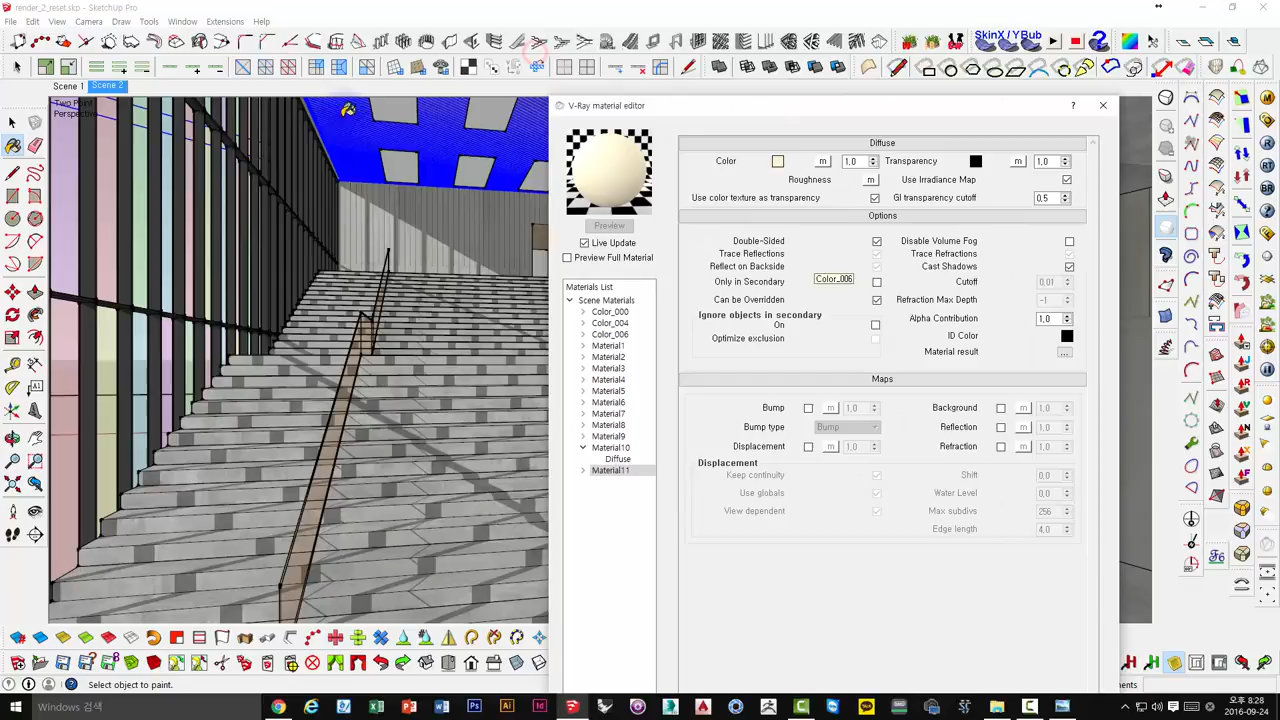 render_2_reset.skp - SketchUp Pro
File Edit View Camera Draw Tools Window Extensions Help
SkinX / YBub
Scene 1 Scene 2
Two Point
Perspective
V-Ray material editor
?
Diffuse
Color m 1,0 Transparency m 1,0
Roughness m Use Irradiance Map
Use color texture as transparency GI transparency cutoff 0,5
Preview
Options
Live Update
Preview Full Material
Double-Sided Disable Volume Fog
Trace Reflections Trace Refractions
Reflect on Backside Cast Shadows
Color_006
Only in Secondary Cutoff 0,01
Can be Overridden Refraction Max Depth -1
Ignore objects in secondary
On
Alpha Contribution 1,0
Optimize exclusion ID Color
Material result ...
Materials List
Scene Materials
Color_000
Color_004
Color_006
Material1
Material2
Material3
Material4
Material5
Material6
Material7
Material8
Material9
Material10
Diffuse
Material11
Maps
Bump m 1,0 Background m 1,0
Bump type Bump Reflection m 1,0
Displacement m 1,0 Refraction m 1,0
Displacement
Keep continuity Shift 0,0
Use globals Water Level 0,0
View dependent Max subdivs 256
Edge length 4,0
Select object to paint.
Windows 검색
오후 8:28
2016-09-24